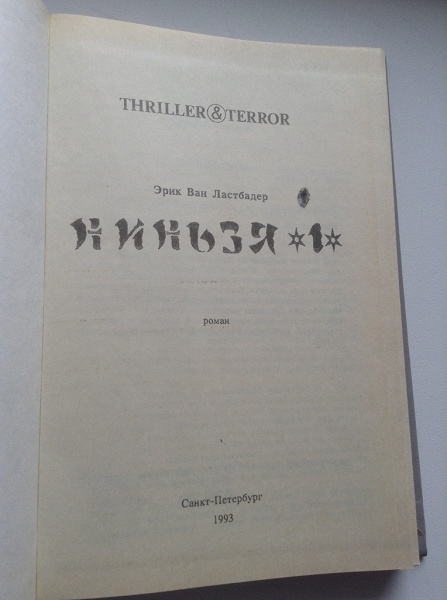 THRILLER&TERROR
Эрик Ван Ластбадер
НИНЬЗЯ *1*
роман
Санкт-Петербург
1993